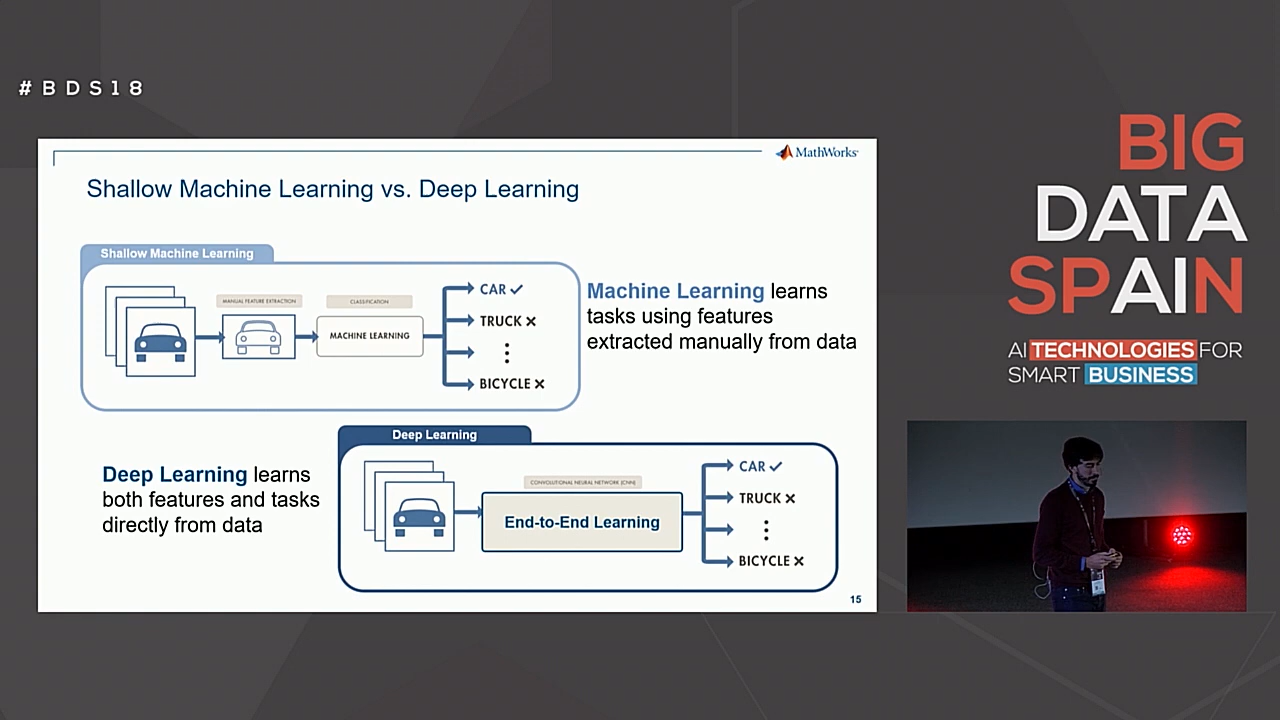 #BDS18
MathWorks
Shallow Machine Learning vs. Deep Learning
Shallow Machine Learning
MANUAL FEATURE EXTRACTION
CLASSIFICATION
MACHINE LEARNING
CAR ✓
TRUCK ×
⋮
BICYCLE ×
Machine Learning learns
tasks using features
extracted manually from data
Deep Learning learns
both features and tasks
directly from data
Deep Learning
CONVOLUTIONAL NEURAL NETWORK (CNN)
End-to-End Learning
CAR ✓
TRUCK ×
⋮
BICYCLE ×
15
BIG
DATA
SPAIN
AI TECHNOLOGIES FOR
SMART BUSINESS